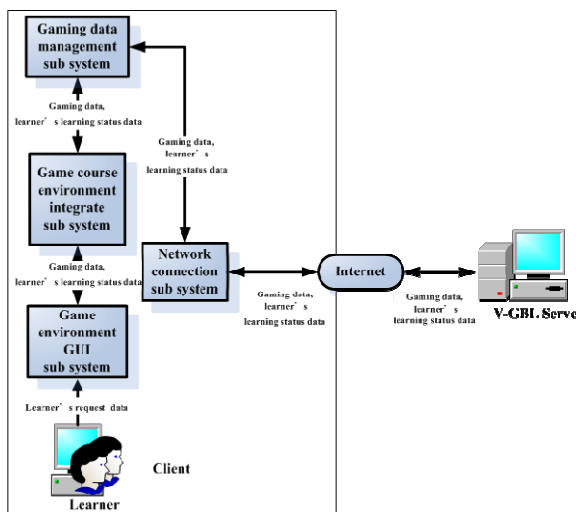 Gaming data
management
sub system
Gaming data,
learner's learning status data
Gaming data,
learner's
learning status data
Game course
environment
integrate
sub system
Gaming data,
learner's learning status data
Network
connection
sub system
Internet
Gaming data,
learner's
learning status data
Gaming data,
learner's
learning status data
V-GBL Serve
Game
environment
GUI
sub system
Learner's request data
Client
Learner